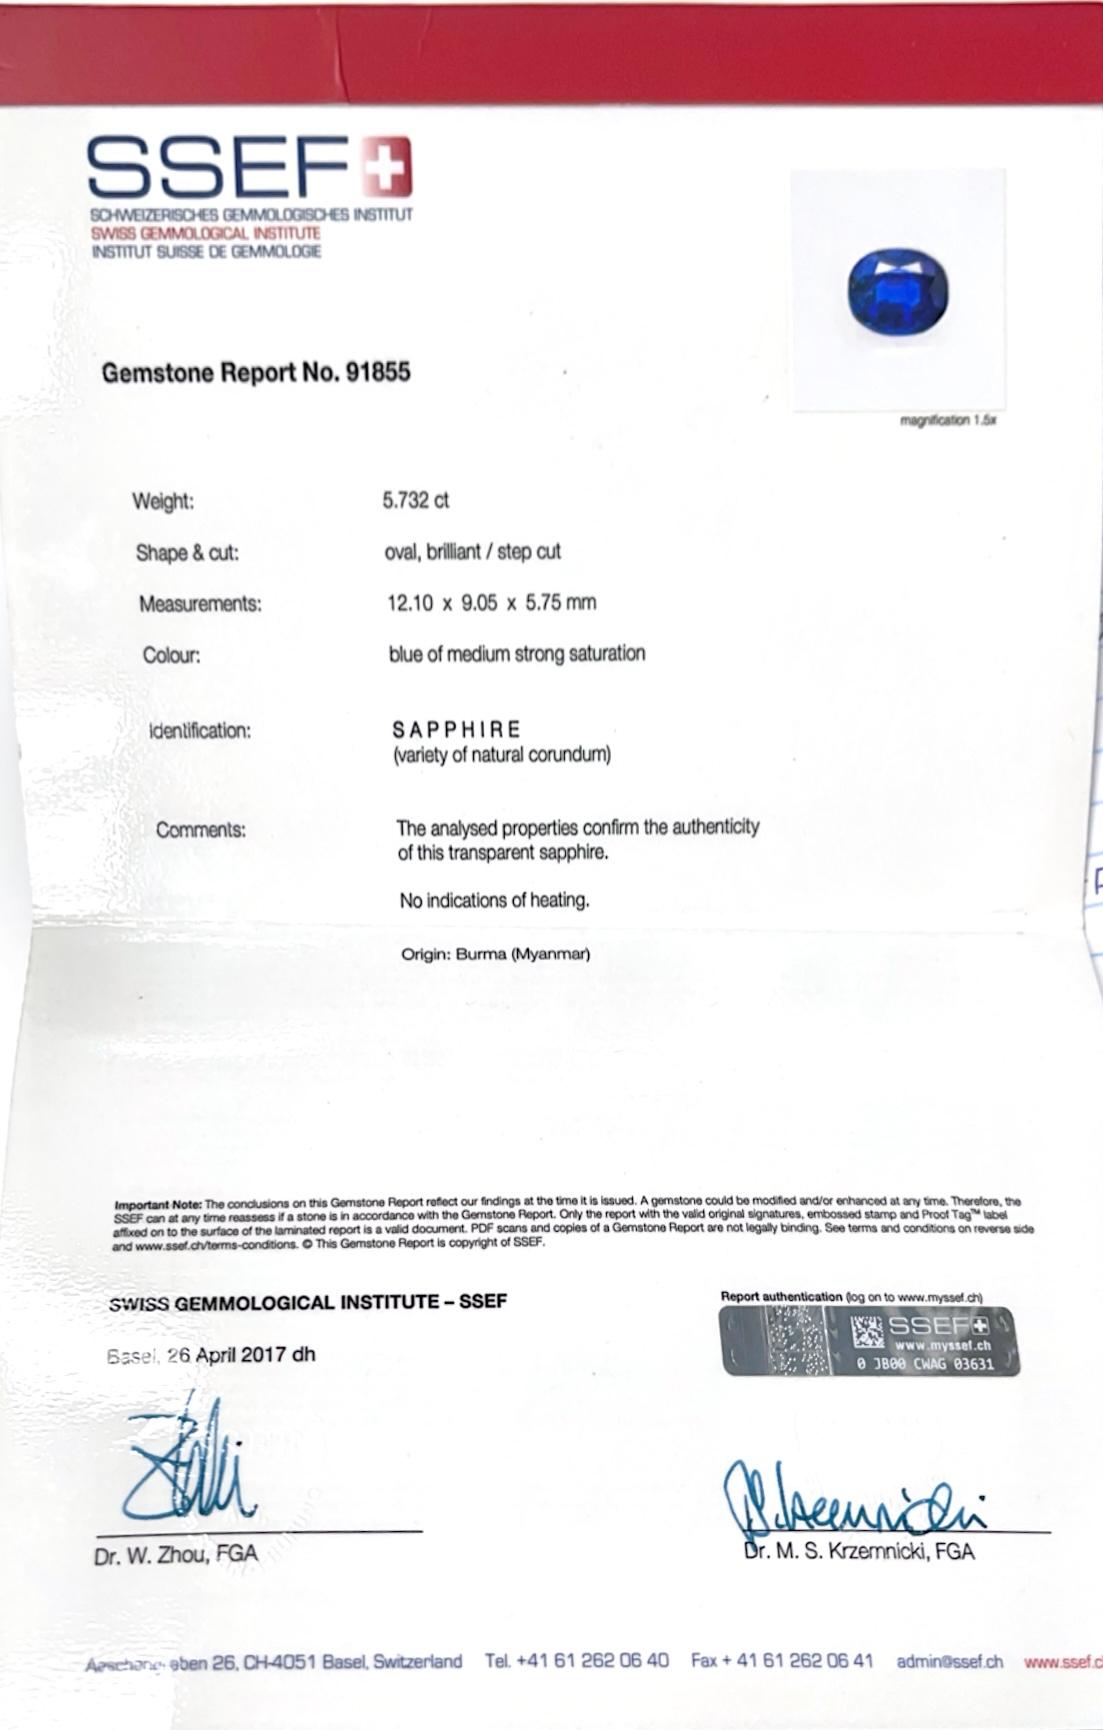 SSEF
SCHWEIZERISCHES GEMMOLOGISCHES INSTITUT
SWISS GEMMOLOGICAL INSTITUTE
INSTITUT SUISSE DE GEMMOLOGIE
magnification 1.5x
Gemstone Report No. 91855
Weight: 5.732 ct
Shape & cut: oval, brilliant / step cut
Measurements: 12.10 x 9.05 x 5.75 mm
Colour: blue of medium strong saturation
Identification: SAPPHIRE
(variety of natural corundum)
Comments: The analysed properties confirm the authenticity
of this transparent sapphire.
No indications of heating.
Origin: Burma (Myanmar)
Important Note: The conclusions on this Gemstone Report reflect our findings at the time it is issued. A gemstone could be modified and/or enhanced at any time. Therefore, the
SSEF can at any time reassess if a stone is in accordance with the Gemstone Report. Only the report with the valid original signatures, embossed stamp and Proof Tag™ label
affixed on to the surface of the laminated report is a valid document. PDF scans and copies of a Gemstone Report are not legally binding. See terms and conditions on reverse side
and www.ssef.ch/terms-conditions. © This Gemstone Report is copyright of SSEF.
SWISS GEMMOLOGICAL INSTITUTE – SSEF
Basel, 26 April 2017 dh
Report authentication (log on to www.myssef.ch)
SSEF
www.myssef.ch
0 JB00 CWAG 03631
Dr. W. Zhou, FGA
Dr. M. S. Krzemnicki, FGA
26, CH-4051 Basel, Switzerland Tel. +41 61 262 06 40 Fax + 41 61 262 06 41 admin@ssef.ch www.ssef.c